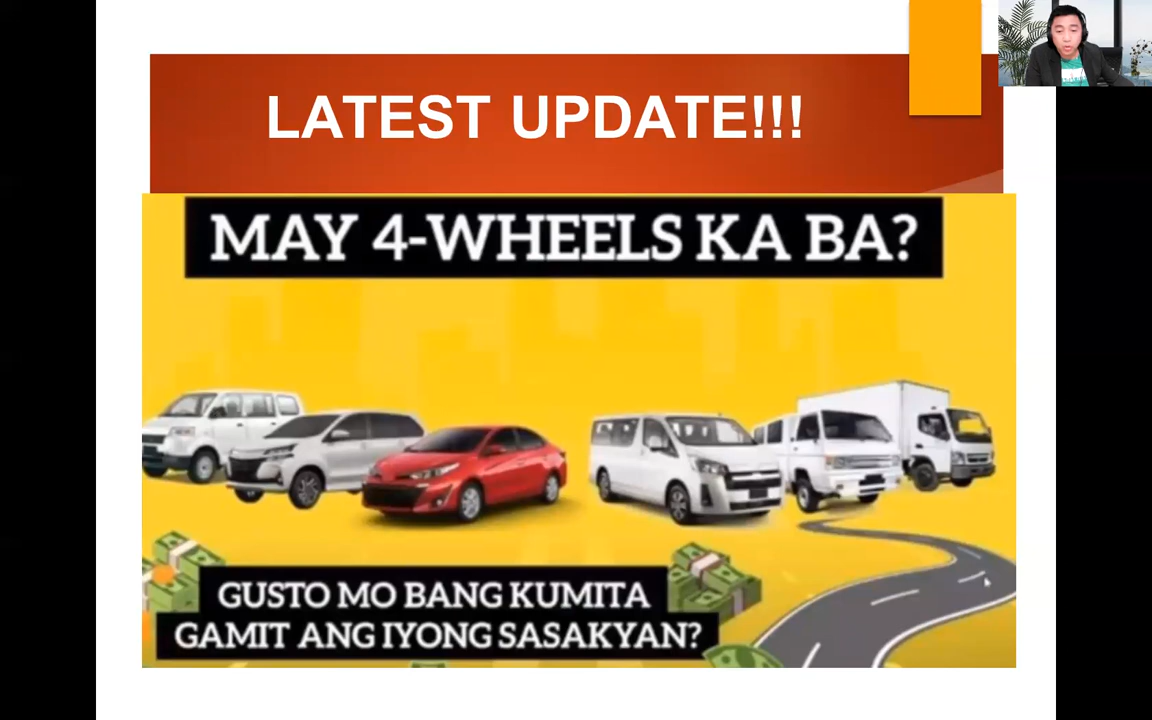 LATEST UPDATE!!!
MAY 4-WHEELS KA BA?
GUSTO MO BANG KUMITA
GAMIT ANG IYONG SASAKYAN?